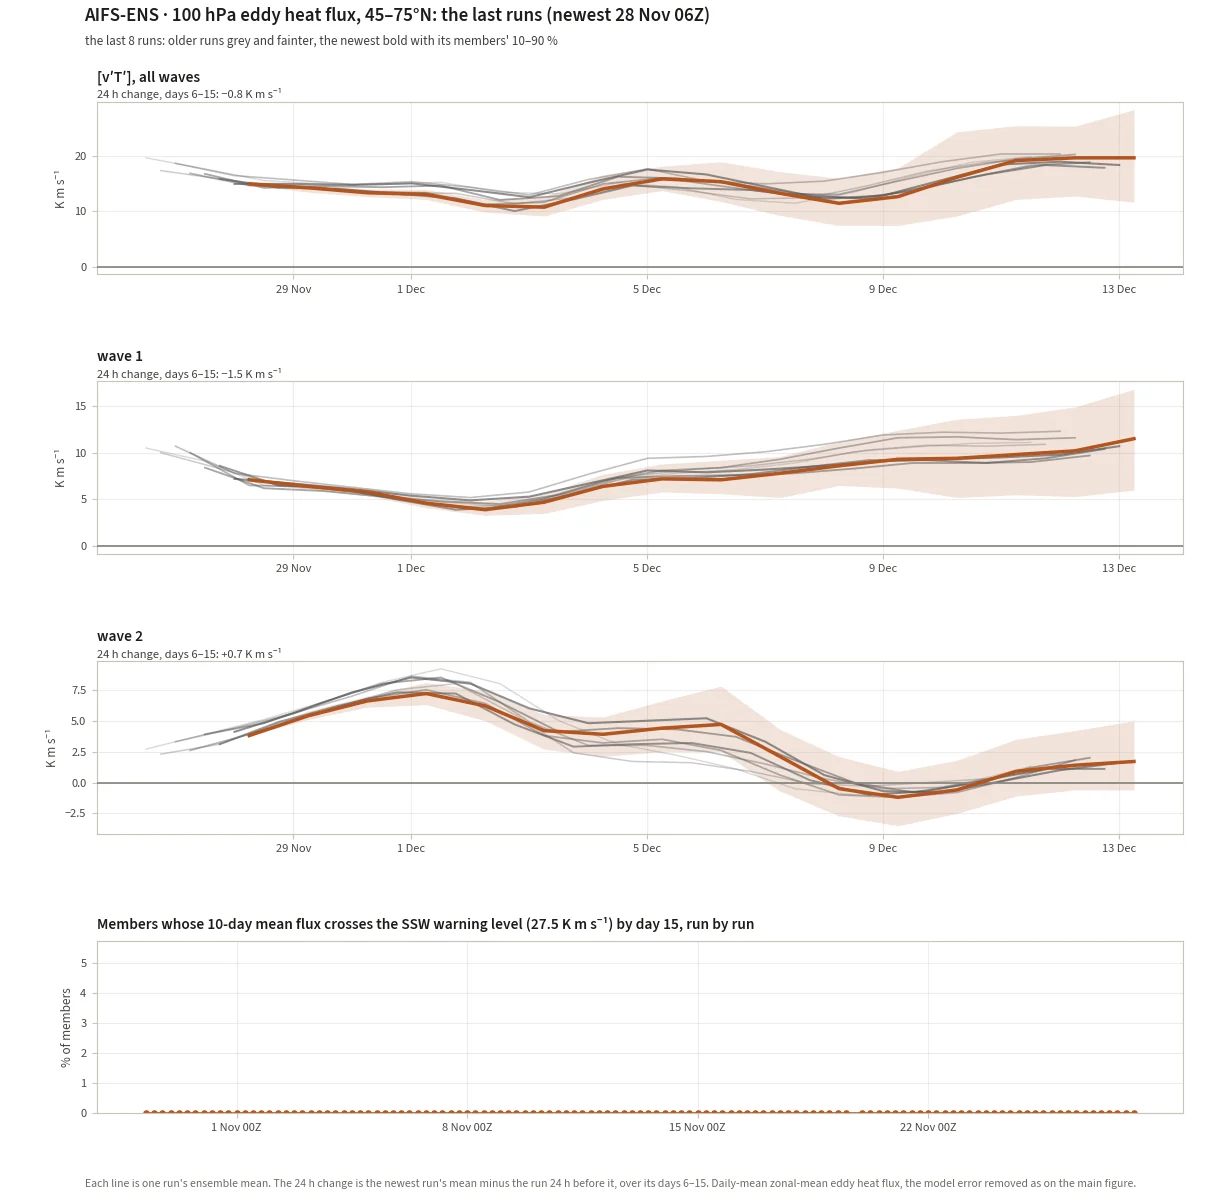 AIFS-ENS · 100 hPa eddy heat flux, 45–75°N: the last runs (newest 28 Nov 06Z)
the last 8 runs: older runs grey and fainter, the newest bold with its members' 10–90 %
[v′T′], all waves
24 h change, days 6–15: −0.8 K m s⁻¹
K m s⁻¹
20
10
0
29 Nov
1 Dec
5 Dec
9 Dec
13 Dec
wave 1
24 h change, days 6–15: −1.5 K m s⁻¹
K m s⁻¹
15
10
5
0
29 Nov
1 Dec
5 Dec
9 Dec
13 Dec
wave 2
24 h change, days 6–15: +0.7 K m s⁻¹
K m s⁻¹
7.5
5.0
2.5
0.0
−2.5
29 Nov
1 Dec
5 Dec
9 Dec
13 Dec
Members whose 10-day mean flux crosses the SSW warning level (27.5 K m s⁻¹) by day 15, run by run
% of members
5
4
3
2
1
0
1 Nov 00Z
8 Nov 00Z
15 Nov 00Z
22 Nov 00Z
Each line is one run's ensemble mean. The 24 h change is the newest run's mean minus the run 24 h before it, over its days 6–15. Daily-mean zonal-mean eddy heat flux, the model error removed as on the main figure.